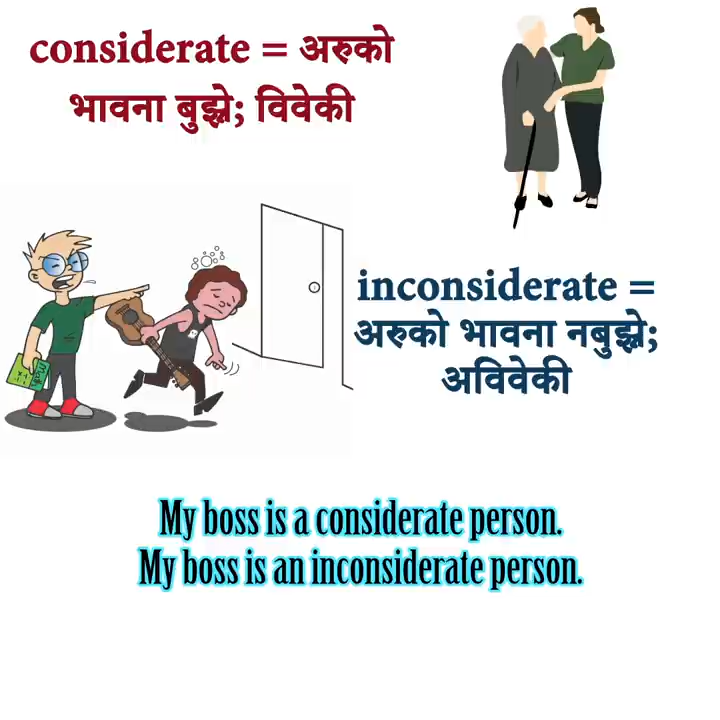 considerate = अरुको
भावना बुझ्ने; विवेकी
inconsiderate =
अरुको भावना नबुझ्ने;
अविवेकी
My boss is a considerate person.
My boss is an inconsiderate person.